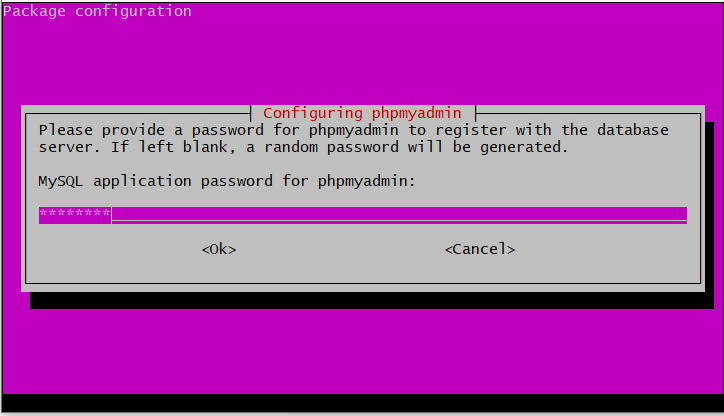 Package configuration
Configuring phpmyadmin
Please provide a password for phpmyadmin to register with the database
server. If left blank, a random password will be generated.
MySQL application password for phpmyadmin:
********
<Ok> <Cancel>